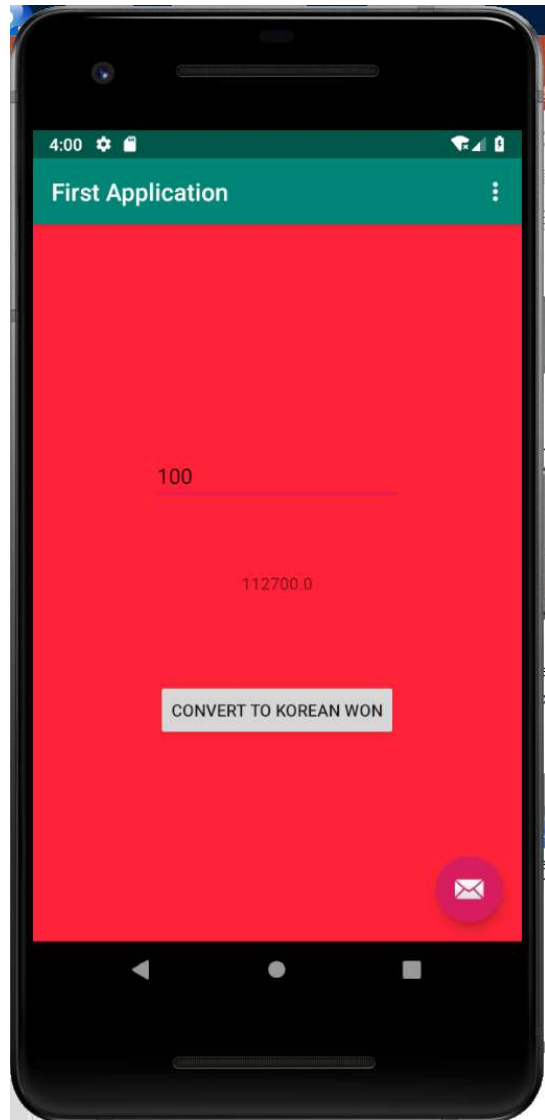 4:00
First Application
100
112700.0
CONVERT TO KOREAN WON